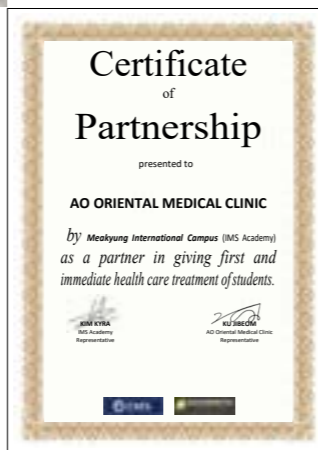 Certificate
of
Partnership
presented to
AO ORIENTAL MEDICAL CLINIC
by Meakyung International Campus (IMS Academy)
as a partner in giving first and
immediate health care treatment of students.
KIM KYRA
IMS Academy
Representative
KU JIBEOM
AO Oriental Medical Clinic
Representative